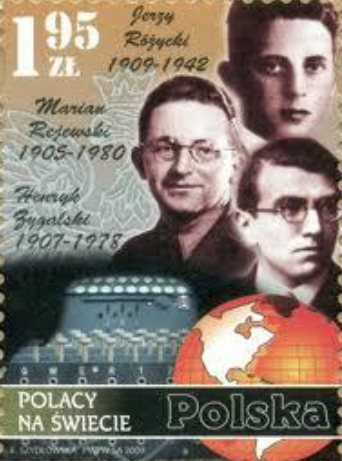 1 95
ZŁ
Jerzy
Różycki
1909-1942
Marian
Rejewski
1905-1980
Henryk
Zygalski
1907-1978
POLACY
NA ŚWIECIE
Polska
E. SZYDŁOWSKA